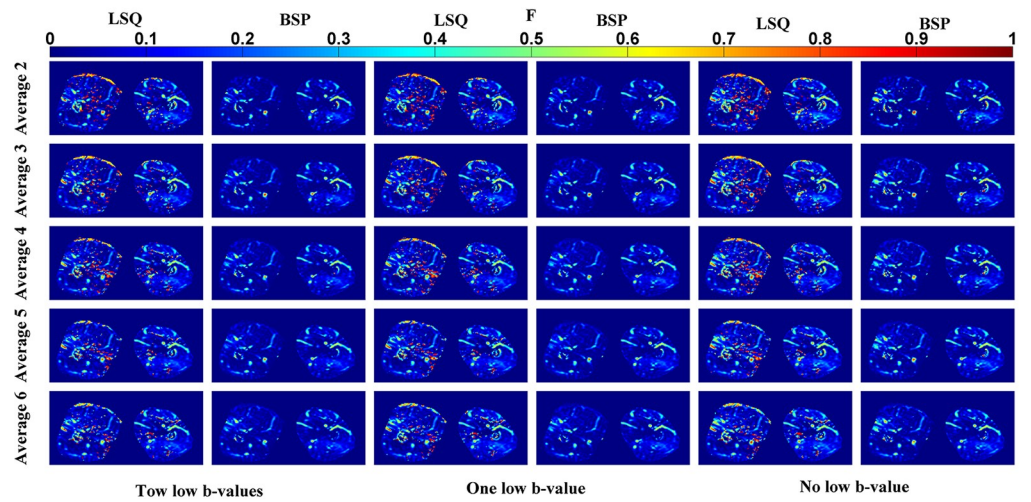 LSQ BSP LSQ F BSP LSQ BSP
0 0.1 0.2 0.3 0.4 0.5 0.6 0.7 0.8 0.9 1
Average 2
Average 3
Average 4
Average 5
Average 6
Tow low b-values One low b-value No low b-value